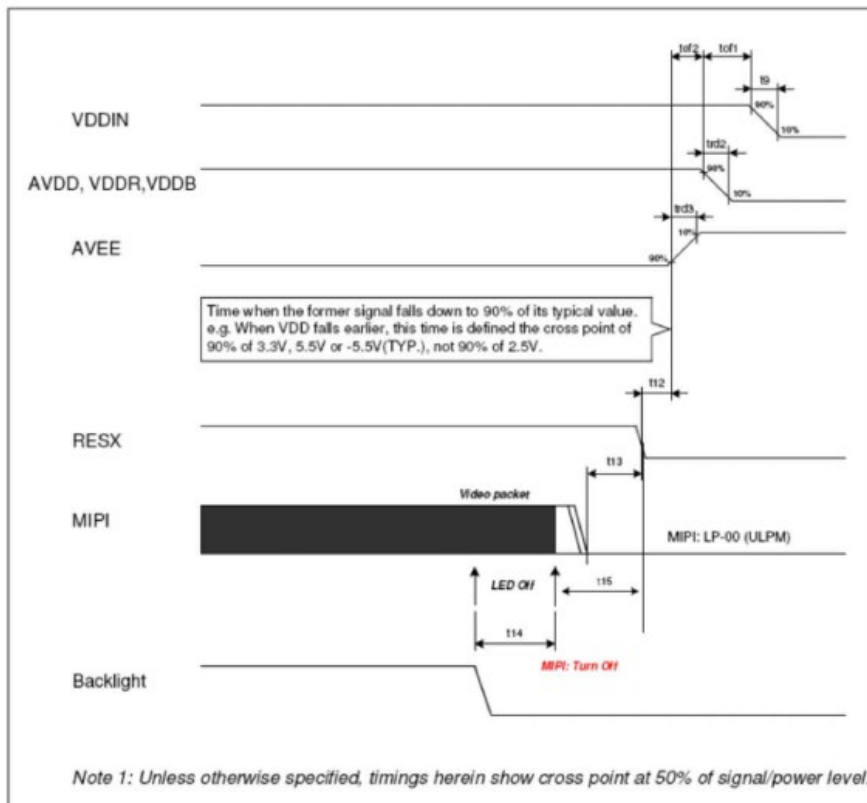 tof2 tof1
t9
VDDIN 90%
10%
trd2
AVDD, VDDR,VDDB 90%
10%
trd3
AVEE 10%
90%
Time when the former signal falls down to 90% of its typical value.
e.g. When VDD falls earlier, this time is defined the cross point of
90% of 3.3V, 5.5V or -5.5V(TYP.), not 90% of 2.5V.
t12
RESX
t13
Video packet
MIPI
MIPI: LP-00 (ULPM)
LED Off
t15
t14
MIPI: Turn Off
Backlight
Note 1: Unless otherwise specified, timings herein show cross point at 50% of signal/power level.